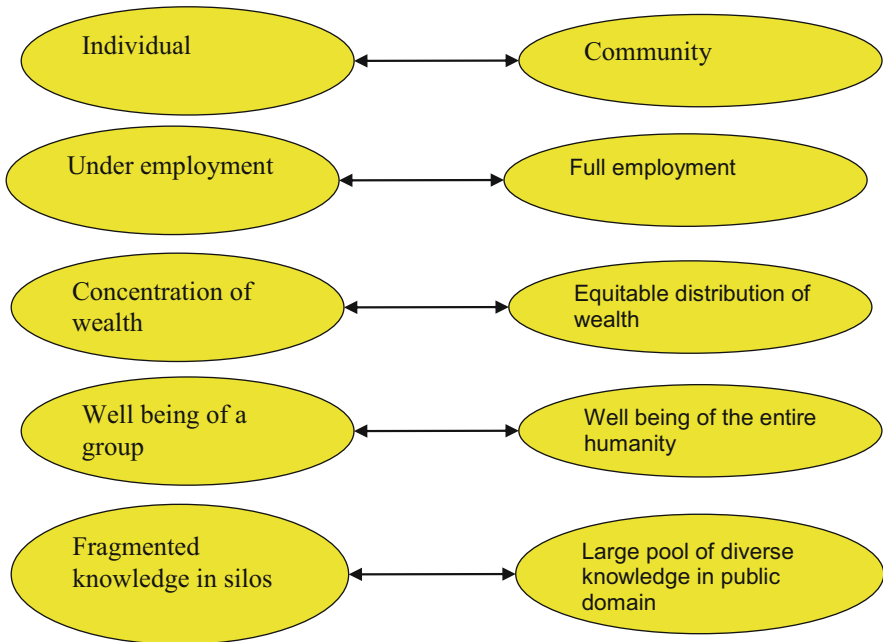 Individual
Community
Under employment
Full employment
Concentration of
wealth
Equitable distribution of
wealth
Well being of a
group
Well being of the entire
humanity
Fragmented
knowledge in silos
Large pool of diverse
knowledge in public
domain